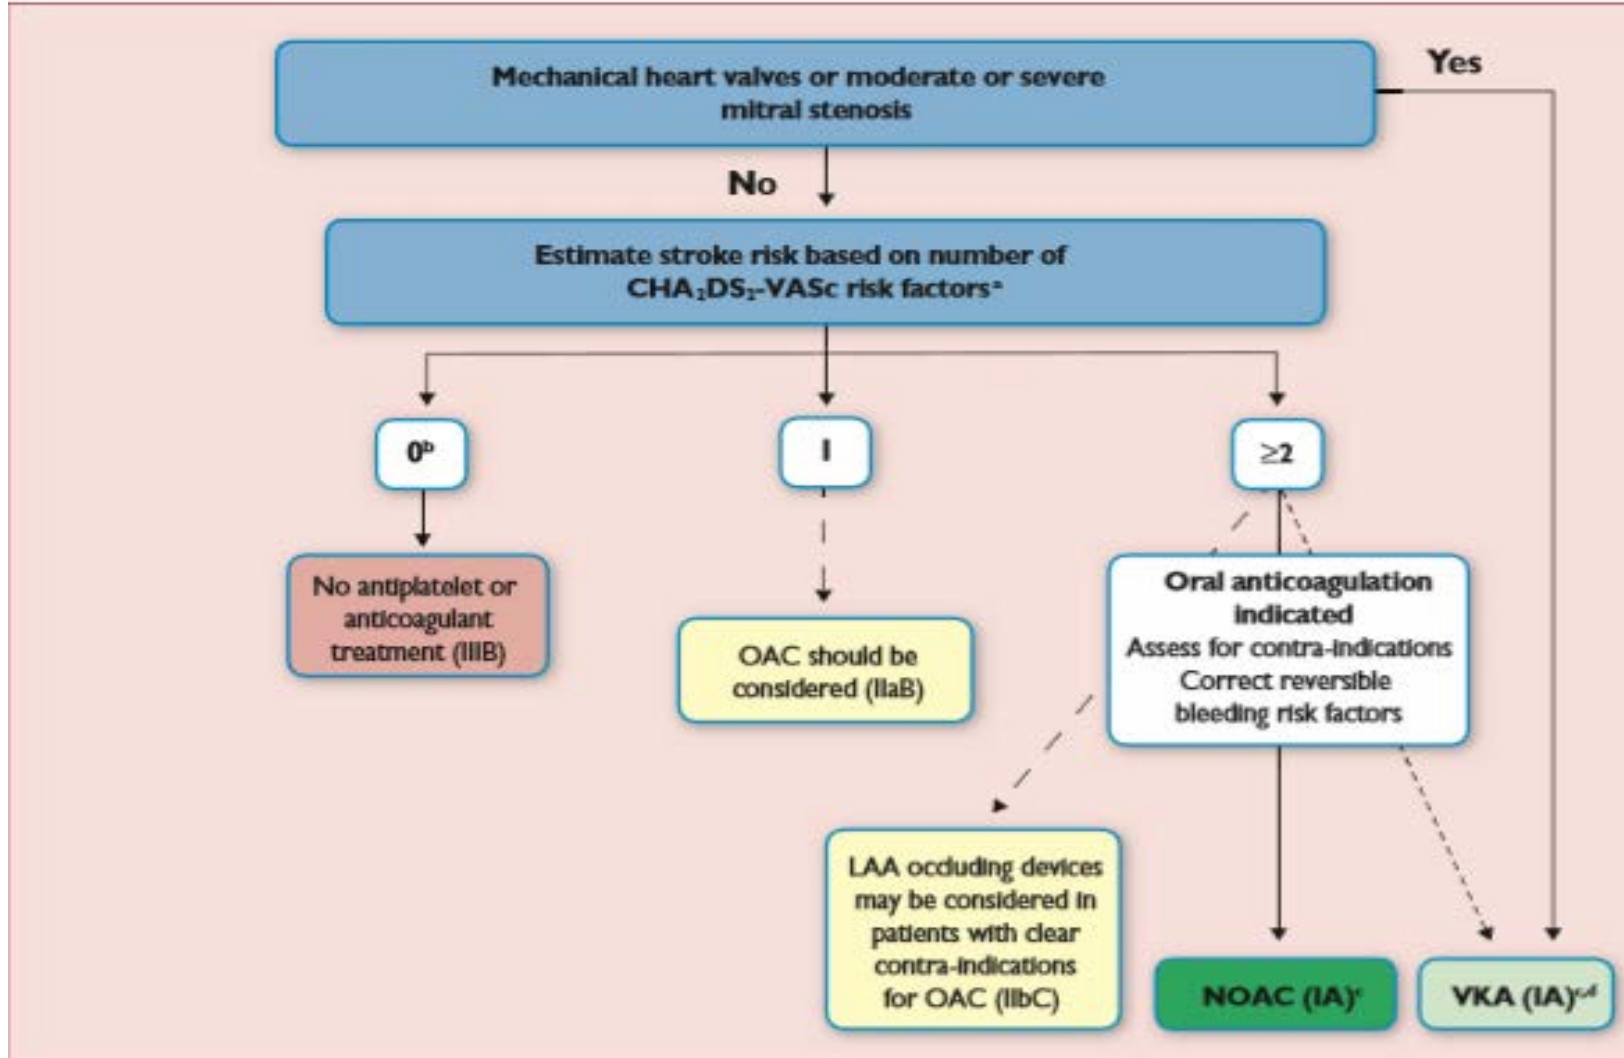 Mechanical heart valves or moderate or severe
mitral stenosis
Yes
No
Estimate stroke risk based on number of
CHA₂DS₂-VASc risk factorsᵃ
0ᵇ
1
≥2
No antiplatelet or
anticoagulant
treatment (IIIB)
OAC should be
considered (IIaB)
Oral anticoagulation
indicated
Assess for contra-indications
Correct reversible
bleeding risk factors
LAA occluding devices
may be considered in
patients with clear
contra-indications
for OAC (IIbC)
NOAC (IA)ᶜ
VKA (IA)ᶜ,ᵈ